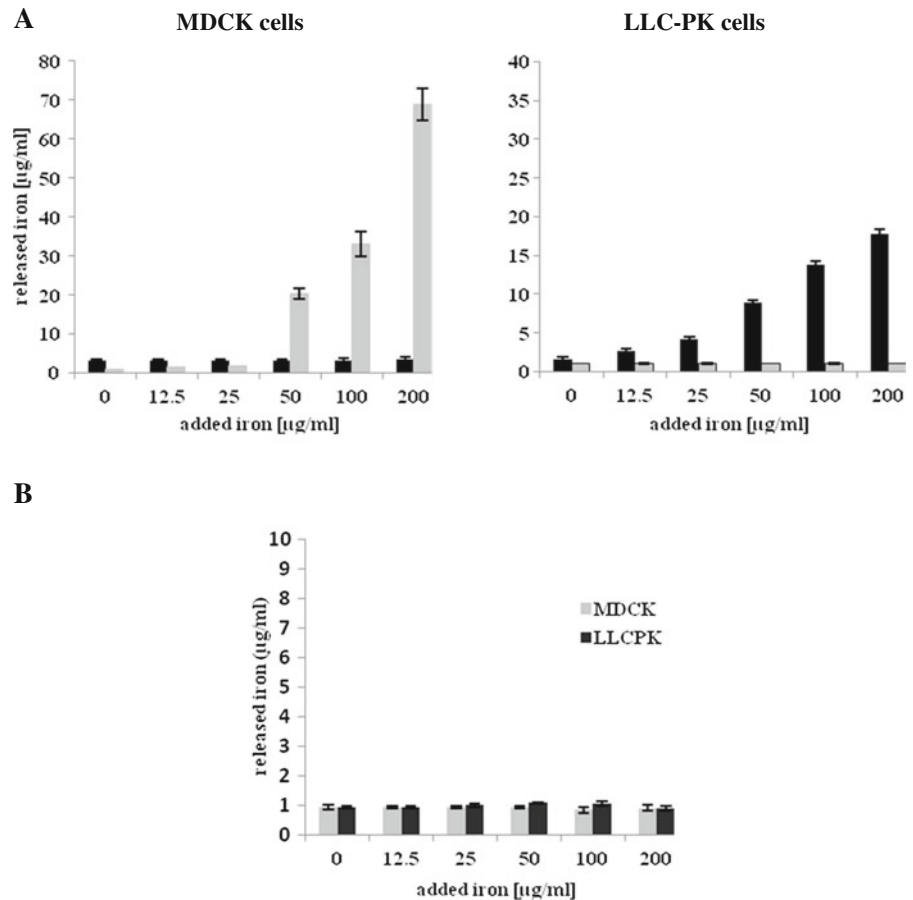 A
MDCK cells
LLC-PK cells
80
70
60
50
40
30
20
10
0
released iron [µg/ml]
0 12.5 25 50 100 200
added iron [µg/ml]
40
35
30
25
20
15
10
5
0
0 12.5 25 50 100 200
added iron [µg/ml]
B
10
9
8
7
6
5
4
3
2
1
0
released iron (µg/ml)
MDCK
LLCPK
0 12.5 25 50 100 200
added iron [µg/ml]